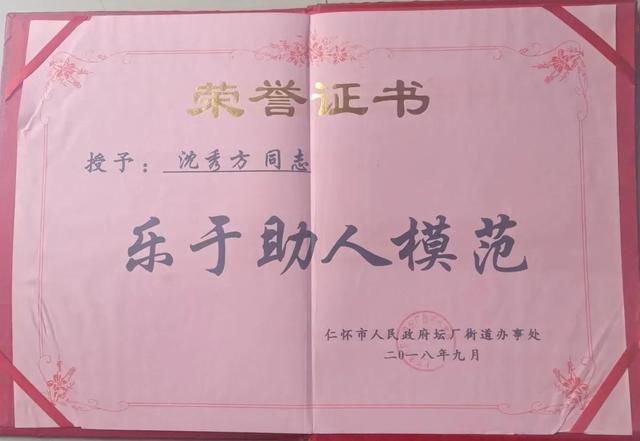 荣誉证书
授予：沈秀方同志
乐于助人模范
仁怀市人民政府坛厂街道办事处
二0一八年九月